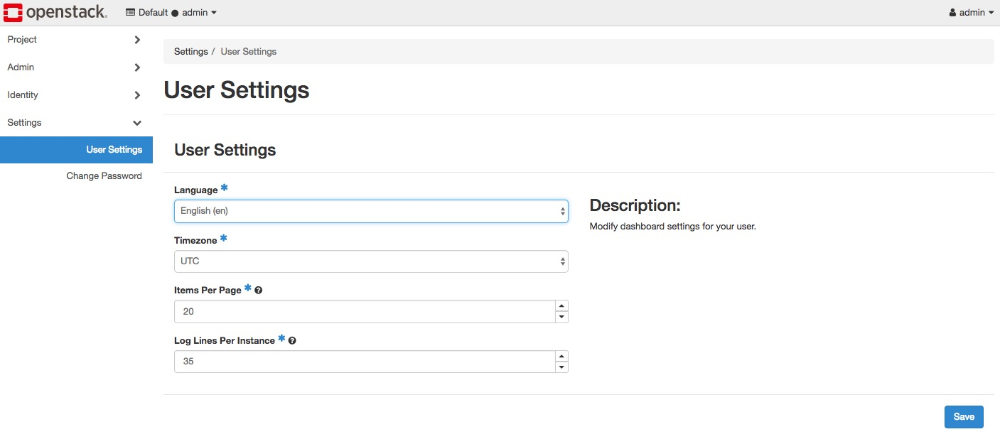 openstack. Default ● admin admin
Project
Admin
Identity
Settings
User Settings
Change Password
Settings / User Settings
User Settings
User Settings
Language *
English (en)
Timezone *
UTC
Items Per Page *
20
Log Lines Per Instance *
35
Description:
Modify dashboard settings for your user.
Save